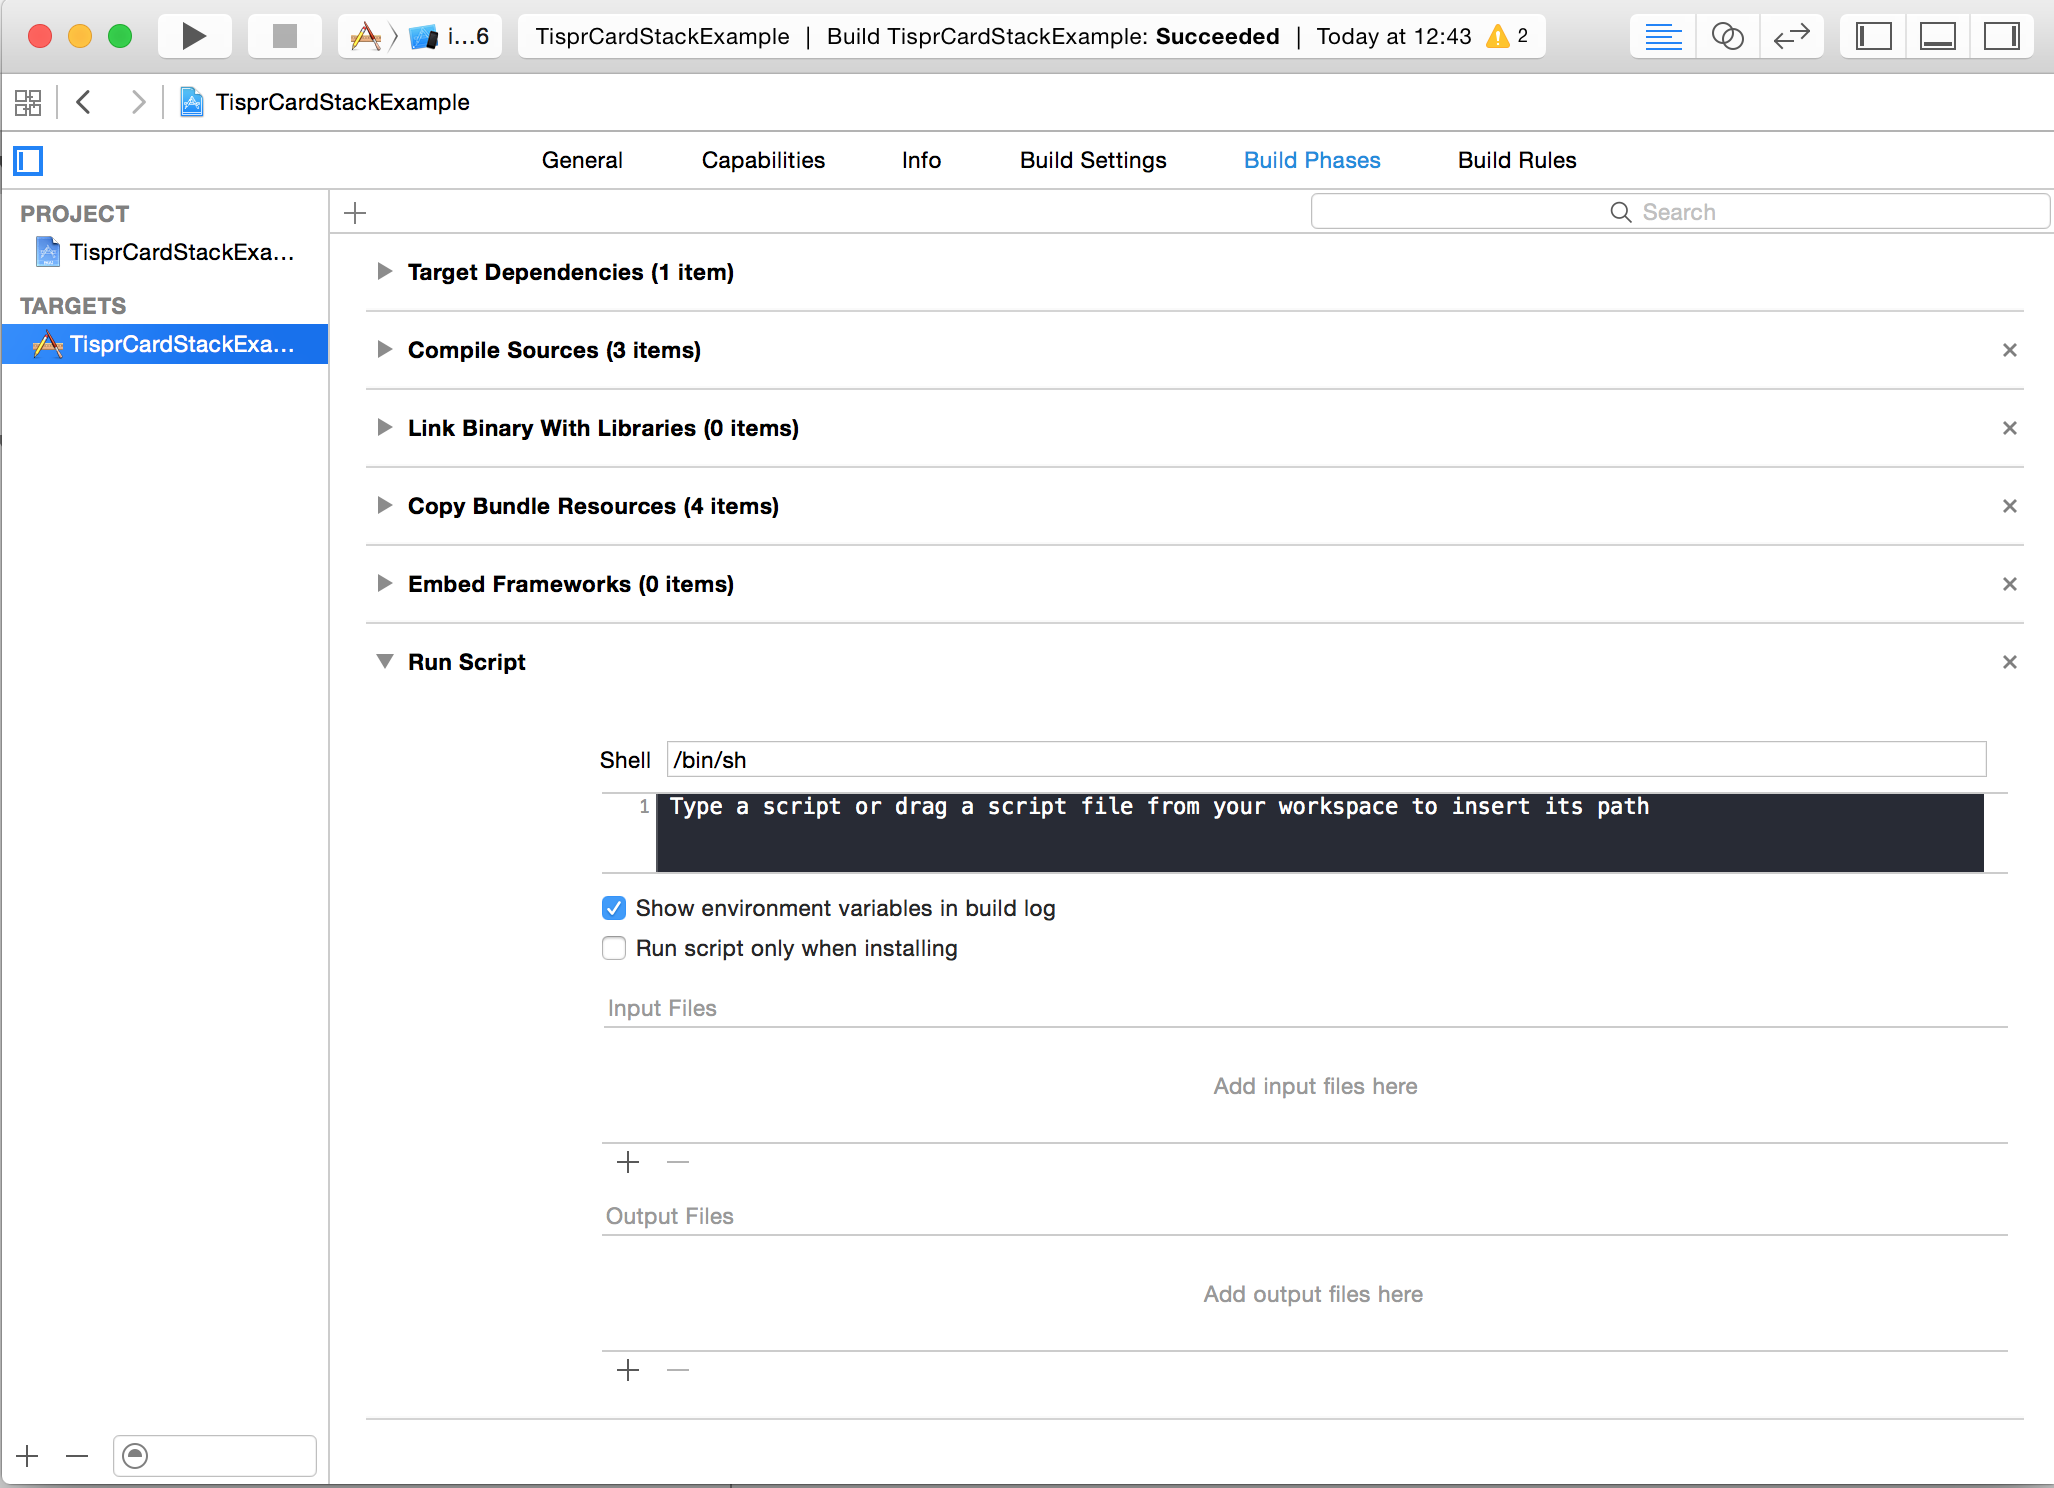 i...6
TisprCardStackExample | Build TisprCardStackExample: Succeeded | Today at 12:43 2
TisprCardStackExample
General Capabilities Info Build Settings Build Phases Build Rules
PROJECT
TisprCardStackExa...
TARGETS
TisprCardStackExa...
Search
Target Dependencies (1 item)
Compile Sources (3 items)
Link Binary With Libraries (0 items)
Copy Bundle Resources (4 items)
Embed Frameworks (0 items)
Run Script
Shell /bin/sh
1 Type a script or drag a script file from your workspace to insert its path
Show environment variables in build log
Run script only when installing
Input Files
Add input files here
Output Files
Add output files here